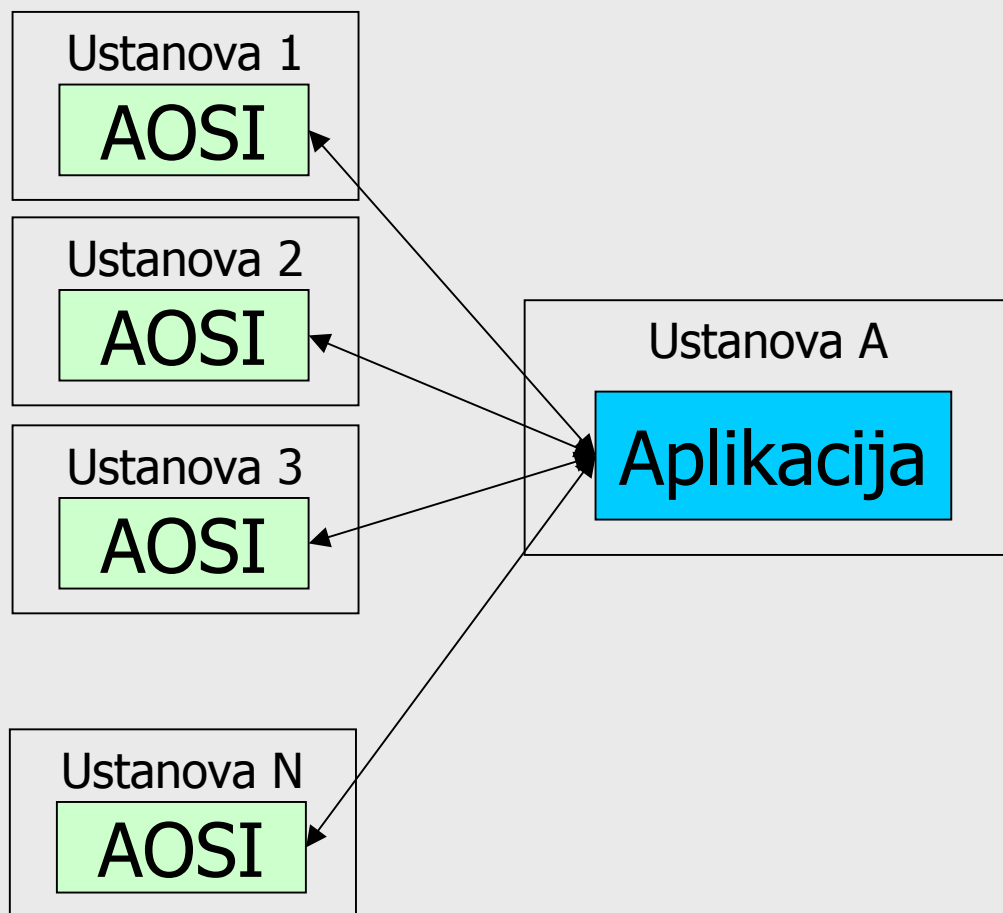 Ustanova 1
AOSI
Ustanova 2
AOSI
Ustanova A
Aplikacija
Ustanova 3
AOSI
Ustanova N
AOSI